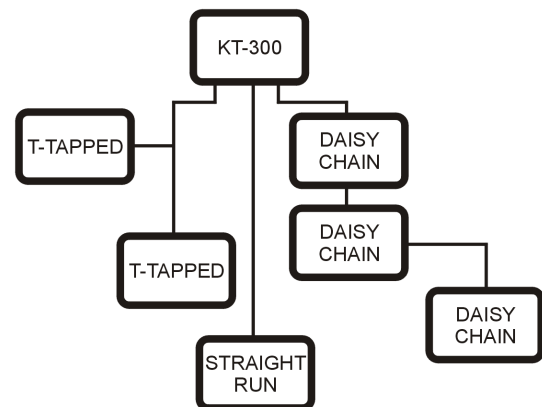 KT-300
T-TAPPED
DAISY
CHAIN
DAISY
CHAIN
T-TAPPED
DAISY
CHAIN
STRAIGHT
RUN